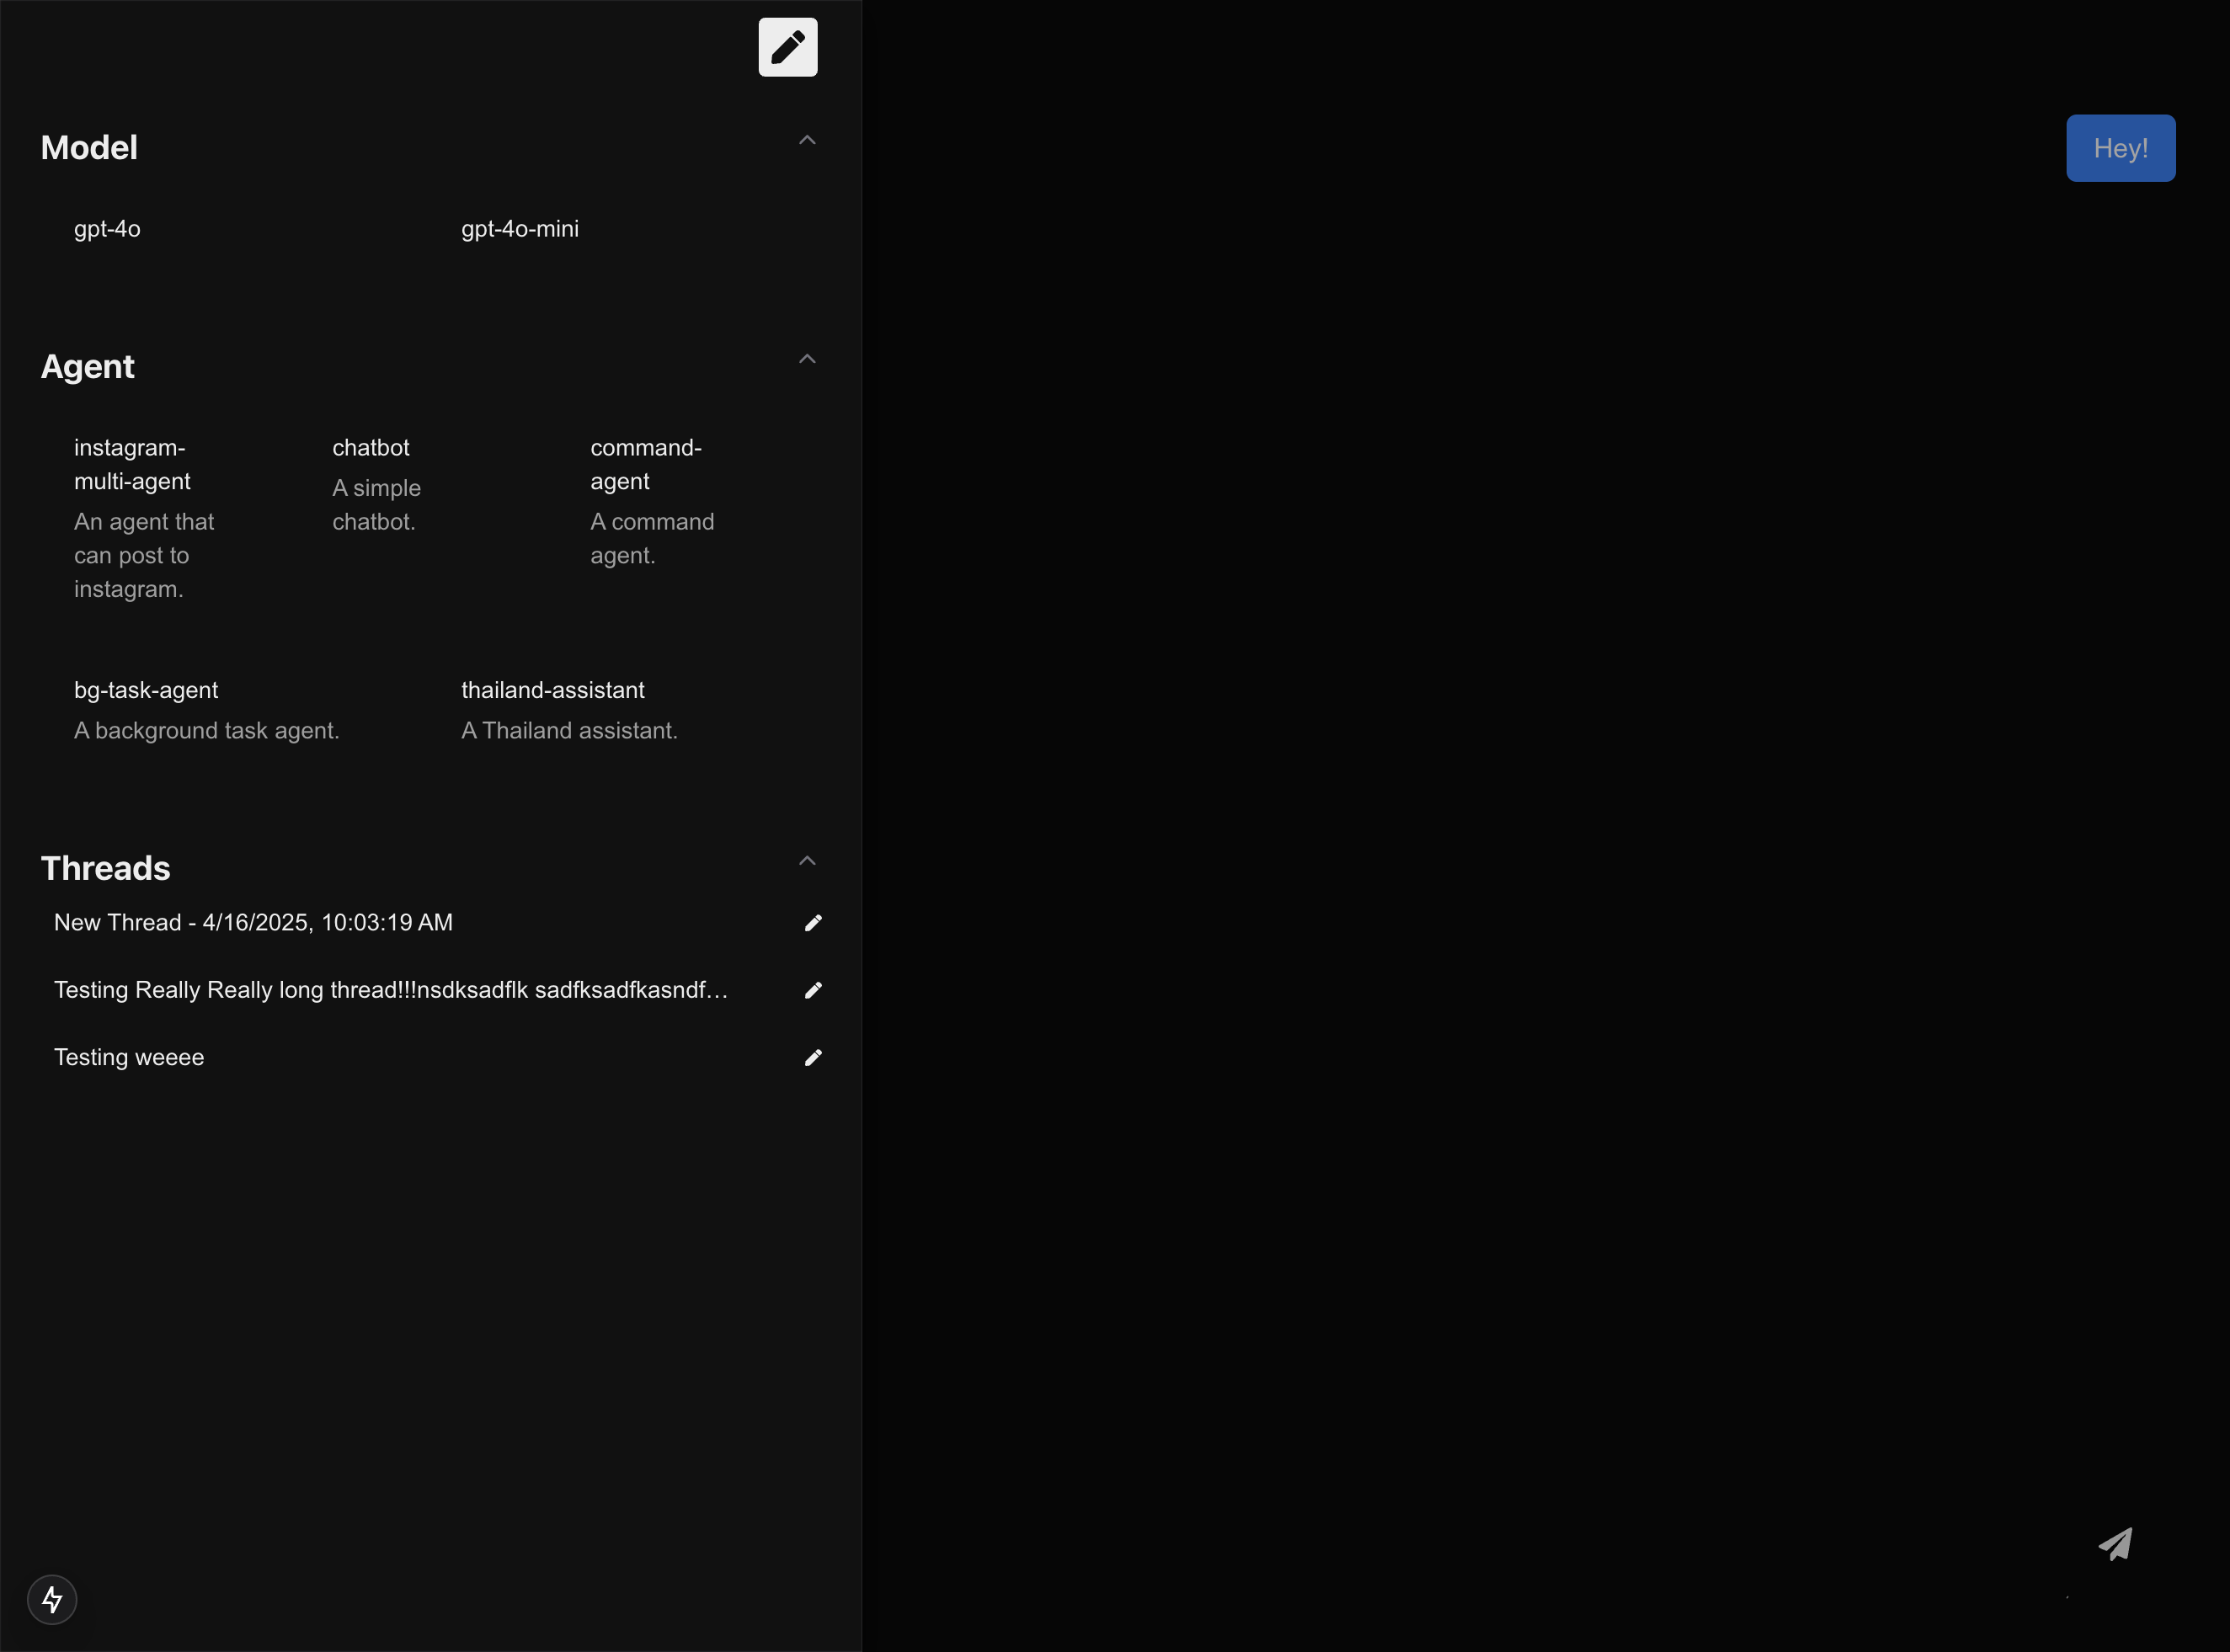 Model
gpt-4o
gpt-4o-mini
Agent
instagram-
multi-agent
An agent that
can post to
instagram.
chatbot
A simple
chatbot.
command-
agent
A command
agent.
bg-task-agent
A background task agent.
thailand-assistant
A Thailand assistant.
Threads
New Thread - 4/16/2025, 10:03:19 AM
Testing Really Really long thread!!!nsdksadflk sadfksadfkasndf…
Testing weeee
Hey!